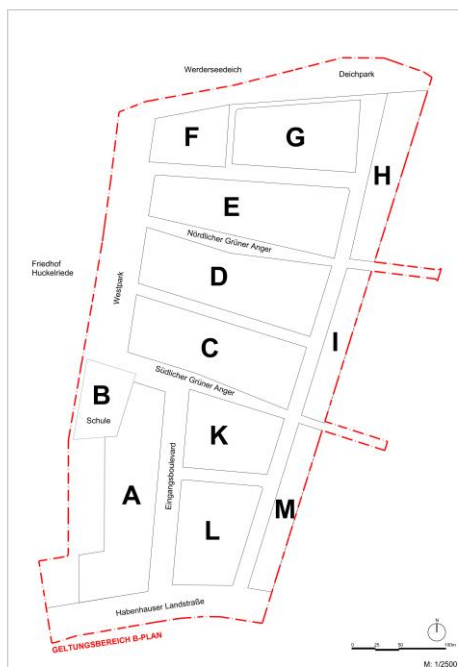 Werderseedeich
Deichpark
F
G
H
E
Nördlicher Grüner Anger
Friedhof
Huckelriede
Westpark
D
I
C
Südlicher Grüner Anger
B
Schule
K
Eingangsboulevard
A
L
M
Habenhauser Landstraße
GELTUNGSBEREICH B-PLAN
N
0 25 50 100m
M: 1/2500